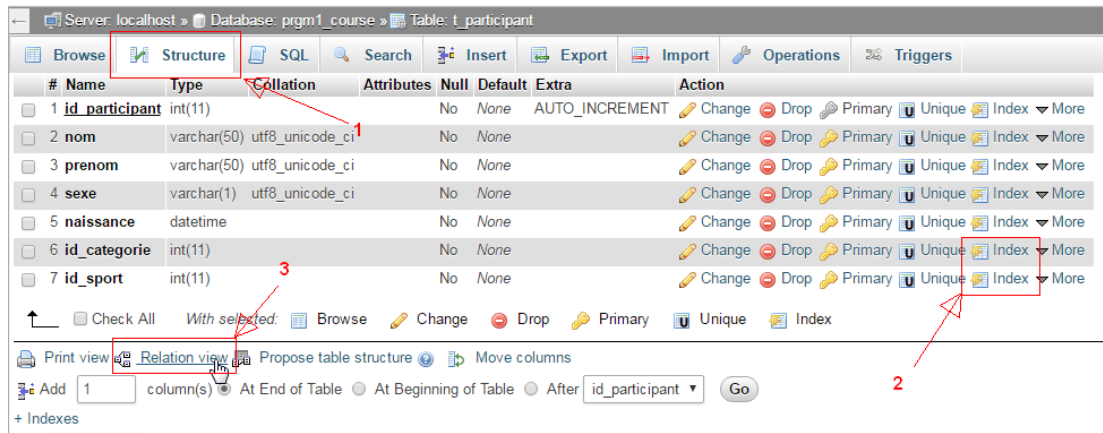 ← Server: localhost » Database: prgm1_course » Table: t_participant
Browse Structure SQL Search Insert Export Import Operations Triggers
# Name Type Collation Attributes Null Default Extra Action
1 id_participant int(11) No None AUTO_INCREMENT Change Drop Primary Unique Index More
1
2 nom varchar(50) utf8_unicode_ci No None Change Drop Primary Unique Index More
3 prenom varchar(50) utf8_unicode_ci No None Change Drop Primary Unique Index More
4 sexe varchar(1) utf8_unicode_ci No None Change Drop Primary Unique Index More
5 naissance datetime No None Change Drop Primary Unique Index More
6 id_categorie int(11) No None Change Drop Primary Unique Index More
7 id_sport int(11) No None Change Drop Primary Unique Index More
3
Check All With selected: Browse Change Drop Primary Unique Index
Print view Relation view Propose table structure Move columns
2
Add 1 column(s) At End of Table At Beginning of Table After id_participant Go
+ Indexes